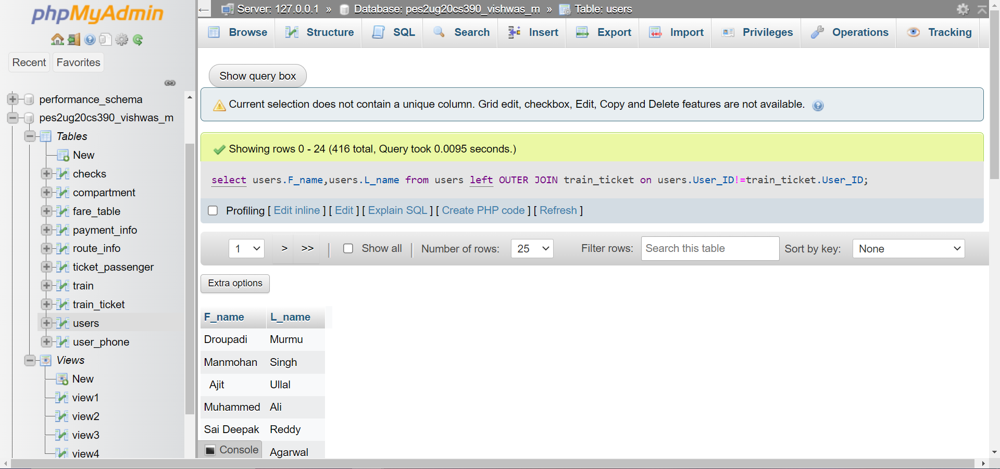 phpMyAdmin
Recent
Favorites
performance_schema
pes2ug20cs390_vishwas_m
Tables
New
checks
compartment
fare_table
payment_info
route_info
ticket_passenger
train
train_ticket
users
user_phone
Views
New
view1
view2
view3
view4
Server: 127.0.0.1 » Database: pes2ug20cs390_vishwas_m » Table: users
Browse Structure SQL Search Insert Export Import Privileges Operations Tracking
Show query box
Current selection does not contain a unique column. Grid edit, checkbox, Edit, Copy and Delete features are not available.
Showing rows 0 - 24 (416 total, Query took 0.0095 seconds.)
select users.F_name,users.L_name from users left OUTER JOIN train_ticket on users.User_ID!=train_ticket.User_ID;
Profiling [ Edit inline ] [ Edit ] [ Explain SQL ] [ Create PHP code ] [ Refresh ]
1 > >> | Show all | Number of rows: 25 Filter rows: Search this table Sort by key: None
Extra options
F_name L_name
Droupadi Murmu
Manmohan Singh
Ajit Ullal
Muhammed Ali
Sai Deepak Reddy
Agarwal
Console